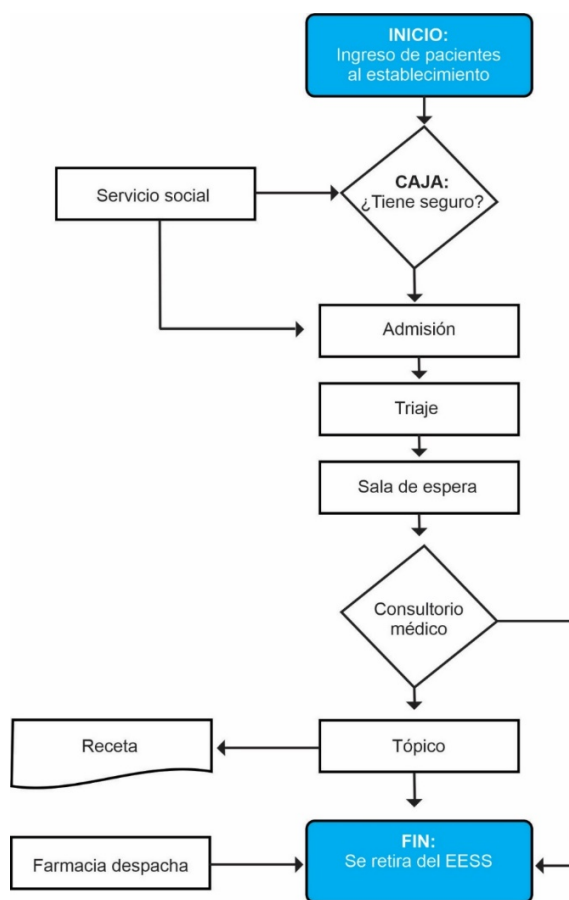 INICIO:
Ingreso de pacientes
al establecimiento
CAJA:
¿Tiene seguro?
Servicio social
Admisión
Triaje
Sala de espera
Consultorio
médico
Receta
Tópico
Farmacia despacha
FIN:
Se retira del EESS